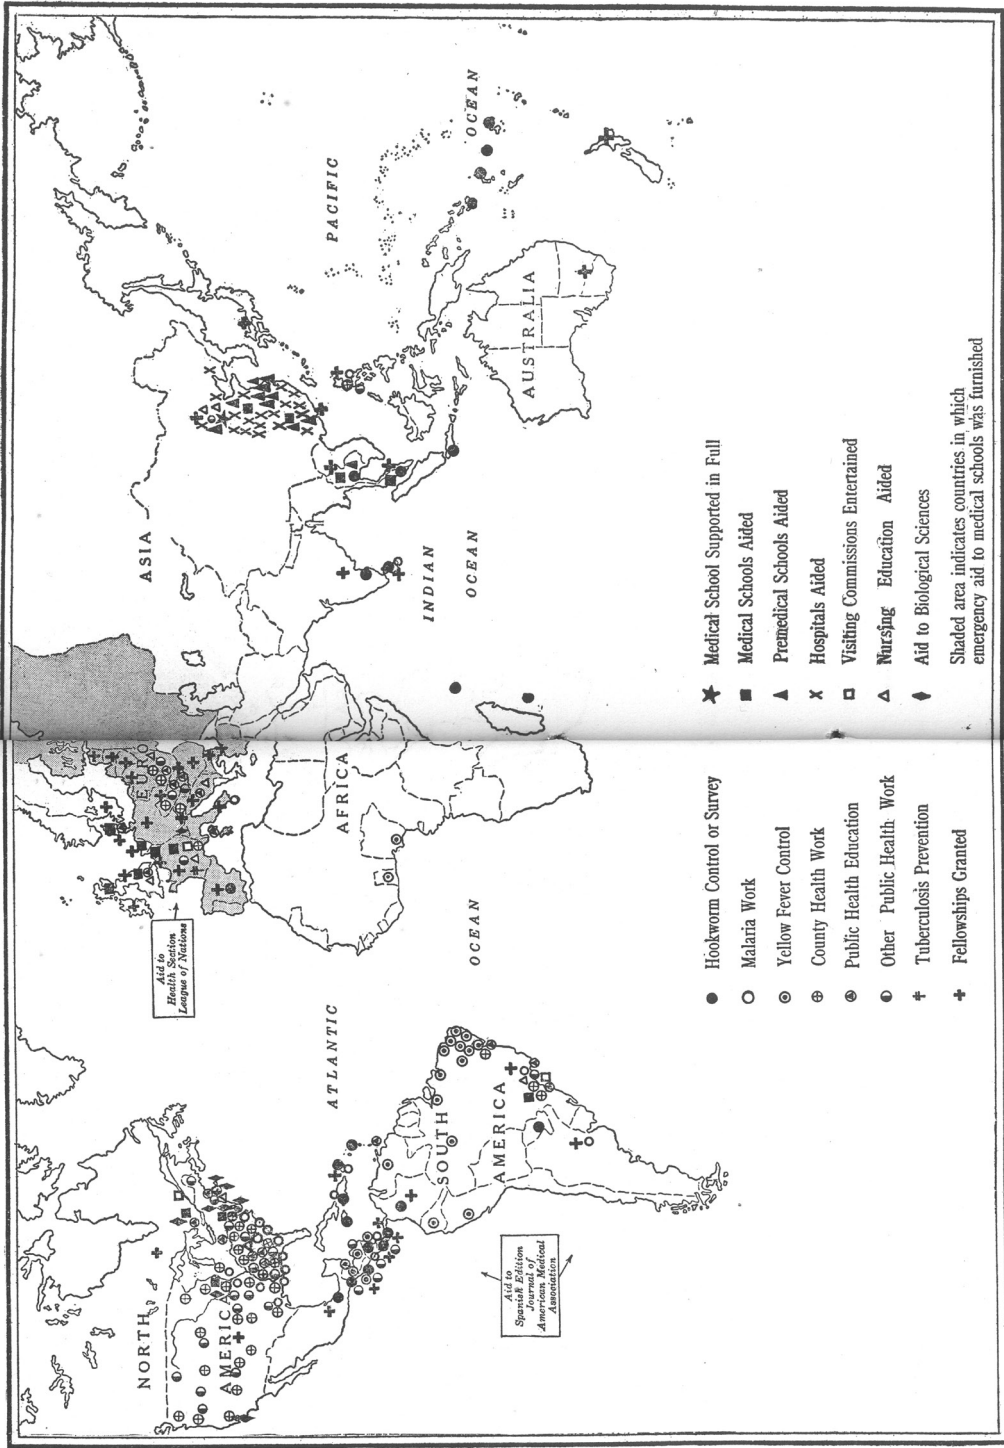 NORTH
AMERICA
ATLANTIC
OCEAN
SOUTH
AMERICA
AFRICA
ASIA
INDIAN
OCEAN
PACIFIC
OCEAN
AUSTRALIA
Aid to
Health Section
League of Nations
Aid to
Spanish Edition
Journal of
American Medical
Association
Hookworm Control or Survey
Malaria Work
Yellow Fever Control
County Health Work
Public Health Education
Other Public Health Work
Tuberculosis Prevention
Fellowships Granted
Medical School Supported in Full
Medical Schools Aided
Premedical Schools Aided
Hospitals Aided
Visiting Commissions Entertained
Nursing Education Aided
Aid to Biological Sciences
Shaded area indicates countries in which
emergency aid to medical schools was furnished